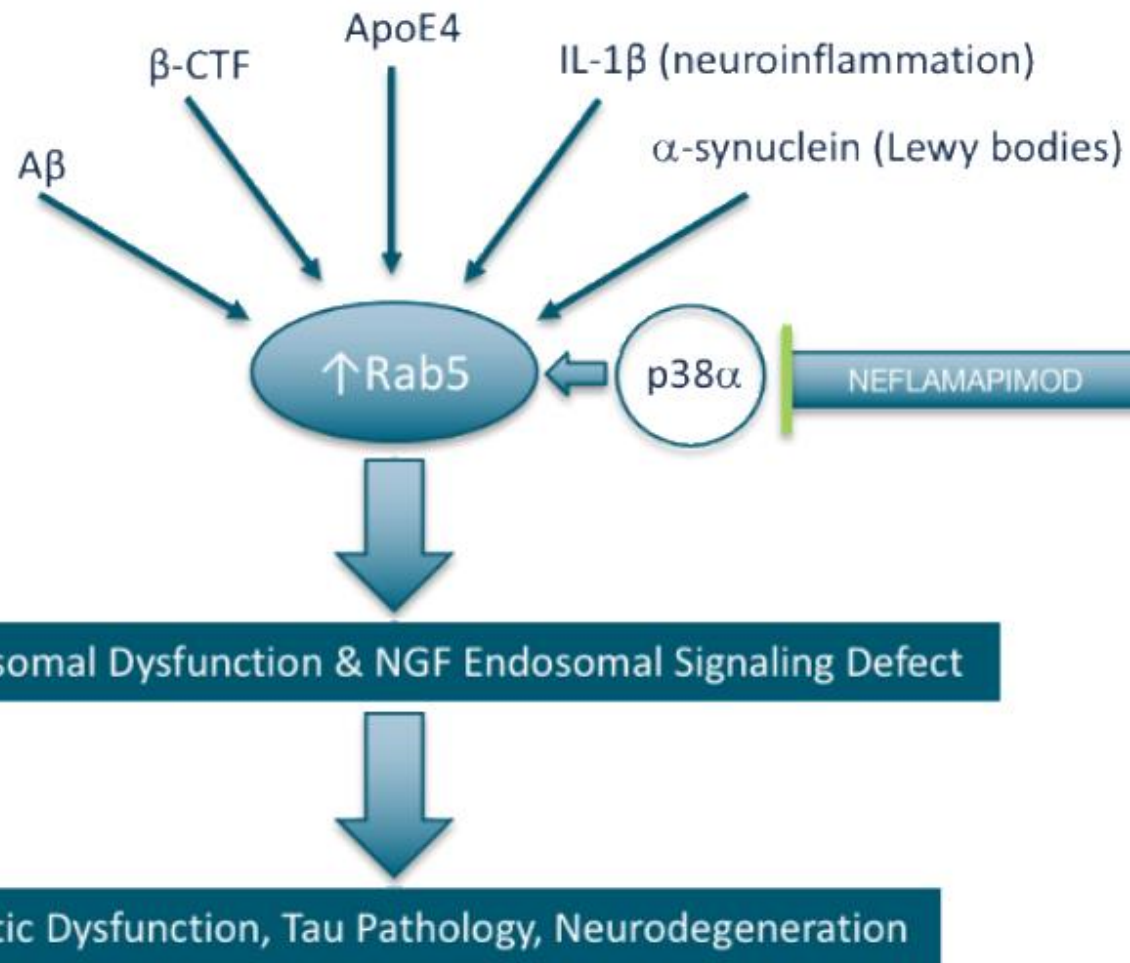 ApoE4
β-CTF
IL-1β (neuroinflammation)
α-synuclein (Lewy bodies)
Aβ
↑Rab5
p38α
NEFLAMAPIMOD
somal Dysfunction & NGF Endosomal Signaling Defect
tic Dysfunction, Tau Pathology, Neurodegeneration